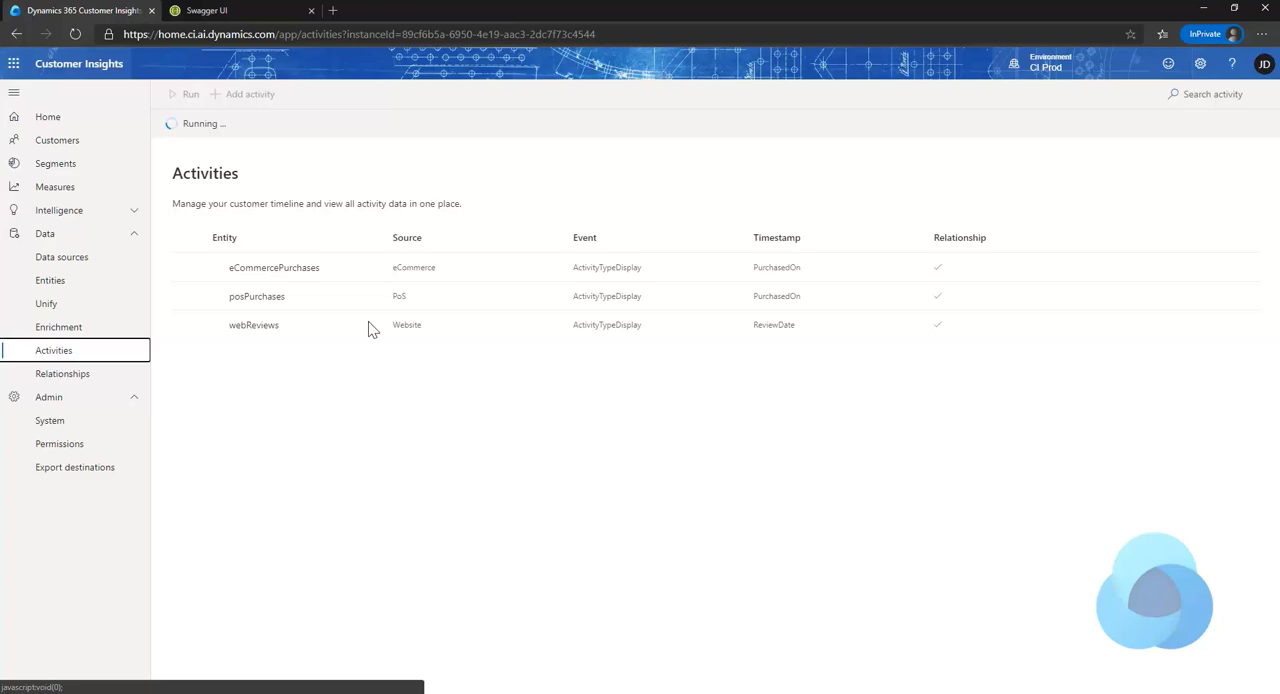 Dynamics 365 Customer Insights
Swagger UI
https://home.ci.ai.dynamics.com/app/activities?instanceId=89cf6b5a-6950-4e19-aac3-2dc7f73c4544
InPrivate
Customer Insights
Environment
CI Prod
JD
Run
Add activity
Search activity
Running ...
Home
Customers
Segments
Measures
Intelligence
Data
Data sources
Entities
Unify
Enrichment
Activities
Relationships
Admin
System
Permissions
Export destinations
Activities
Manage your customer timeline and view all activity data in one place.
Entity Source Event Timestamp Relationship
eCommercePurchases eCommerce ActivityTypeDisplay PurchasedOn
posPurchases PoS ActivityTypeDisplay PurchasedOn
webReviews Website ActivityTypeDisplay ReviewDate
javascript:void(0);